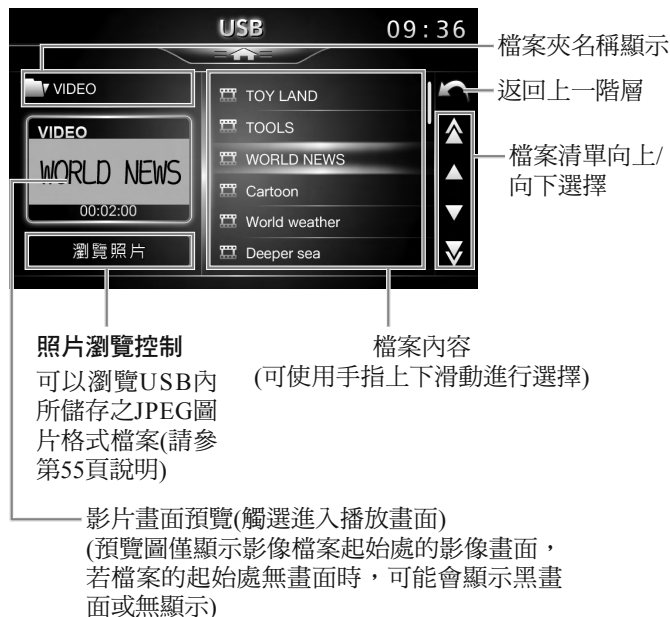 USB
09:36
檔案夾名稱顯示
VIDEO
返回上一階層
TOY LAND
TOOLS
WORLD NEWS
Cartoon
World weather
Deeper sea
VIDEO
WORLD NEWS
00:02:00
瀏覽照片
檔案清單向上/
向下選擇
照片瀏覽控制
可以瀏覽USB內
所儲存之JPEG圖
片格式檔案(請參
第55頁說明)
檔案內容
(可使用手指上下滑動進行選擇)
影片畫面預覽(觸選進入播放畫面)
(預覽圖僅顯示影像檔案起始處的影像畫面，
若檔案的起始處無畫面時，可能會顯示黑畫
面或無顯示)